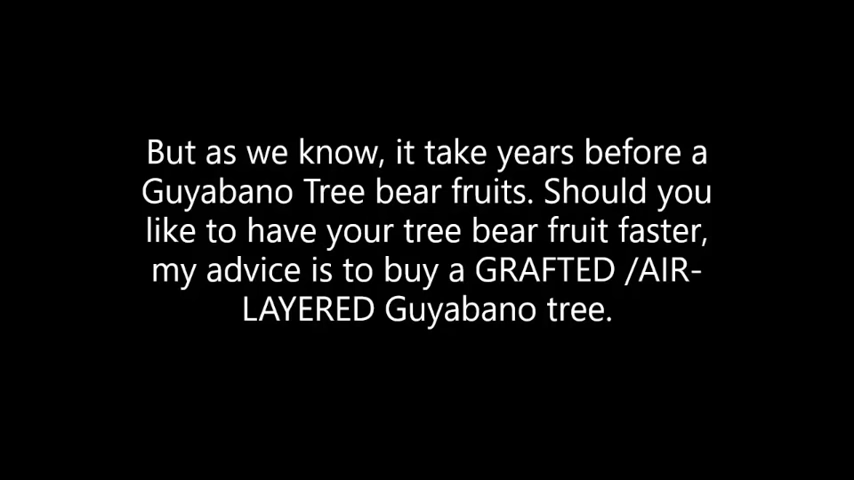 But as we know, it take years before a
Guyabano Tree bear fruits. Should you
like to have your tree bear fruit faster,
my advice is to buy a GRAFTED /AIR-
LAYERED Guyabano tree.